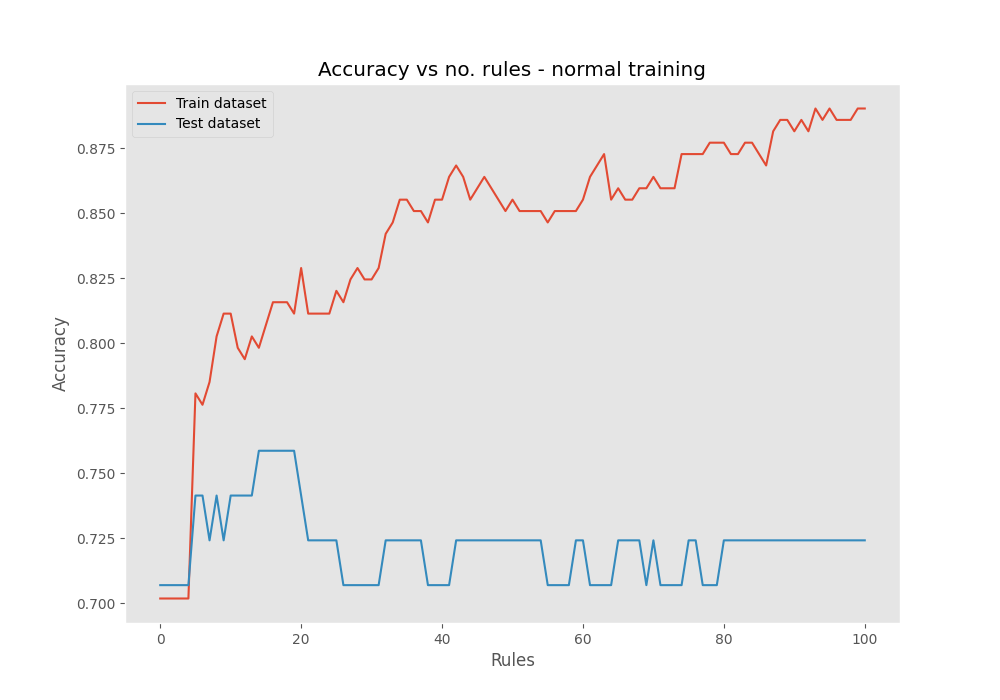 Accuracy vs no. rules - normal training
Train dataset
Test dataset
0.875
0.850
0.825
0.800
0.775
0.750
0.725
0.700
Accuracy
0 20 40 60 80 100
Rules